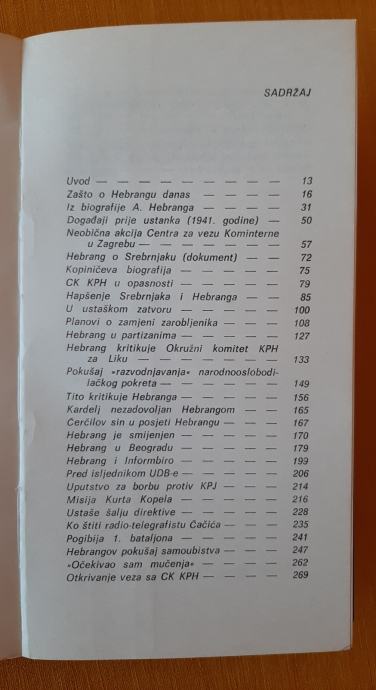 SADRŽAJ
Uvod — — — — — — — — 13
Zašto o Hebrangu danas — — — — 16
Iz biografije A. Hebranga — — — — 31
Događaji prije ustanka (1941. godine) — — 50
Neobična akcija Centra za vezu Kominterne
u Zagrebu — — — — — — — 57
Hebrang o Srebrnjaku (dokument) — — 72
Kopiničeva biografija — — — — — 75
CK KPH u opasnosti — — — — — 79
Hapšenje Srebrnjaka i Hebranga — — — 85
U ustaškom zatvoru — — — — — 100
Planovi o zamjeni zarobljenika — — — 108
Hebrang u partizanima — — — — — 127
Hebrang kritikuje Okružni komitet KPH
za Liku — — — — — — — 133
Pokušaj »razvodnjavanja« narodnooslobodi-
lačkog pokreta — — — — — — 149
Tito kritikuje Hebranga — — — — — 156
Kardelj nezadovoljan Hebrangom — — — 165
Čerčilov sin u posjeti Hebrangu — — — 167
Hebrang je smijenjen — — — — — 170
Hebrang u Beogradu — — — — — 179
Hebrang i Informbiro — — — — — 199
Pred isljednikom UDB-e — — — — — 206
Uputstvo za borbu protiv KPJ — — — — 214
Misija Kurta Kopela — — — — — 216
Ustaše šalju direktive — — — — — 228
Ko štiti radio-telegrafistu Čačića — — — 235
Pogibija 1. bataljona — — — — — 241
Hebrangov pokušaj samoubistva — — — 247
»Očekivao sam mučenja« — — — — 262
Otkrivanje veza sa CK KPH — — — — 269